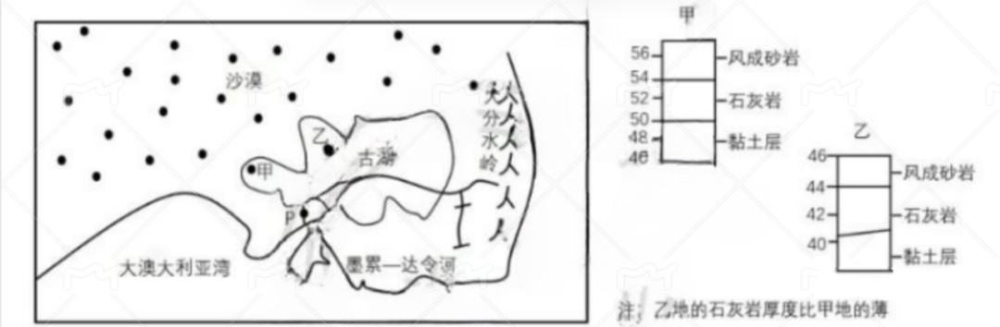 沙漠
大分水岭
乙
古湖
甲
P
大澳大利亚湾
墨累—达令河
甲
56
54
52
50
48
46
风成砂岩
石灰岩
黏土层
乙
46
44
42
40
风成砂岩
石灰岩
黏土层
注：乙地的石灰岩厚度比甲地的薄